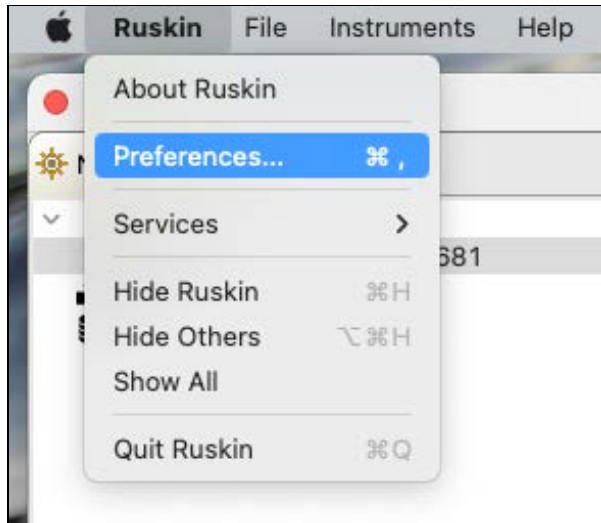 Ruskin File Instruments Help
About Ruskin
Preferences... ⌘ ,
Services
681
Hide Ruskin ⌘H
Hide Others ⌥⌘H
Show All
Quit Ruskin ⌘Q